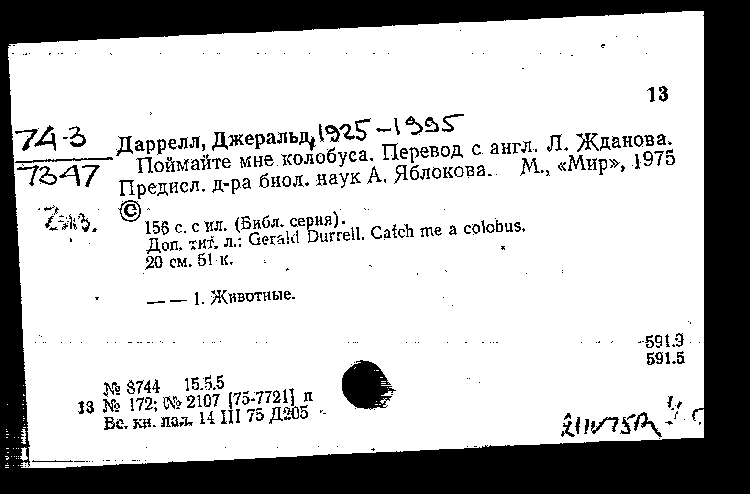 13
74-3
7347
2 экз.
Даррелл, Джеральд, 1925-1995
Поймайте мне колобуса. Перевод с англ. Л. Жданова.
Предисл. д-ра биол. наук А. Яблокова. М., «Мир», 1975
©
156 с. с ил. (Библ. серия).
Доп. тит. л.: Gerald Durrell. Catch me a colobus.
20 см. 51 к.
— — 1. Животные.
591.9
591.5
№ 8744 15.5.5
13 № 172; №2107 [75-7721] п
Вс. кн. пал. 14 III 75 Д205